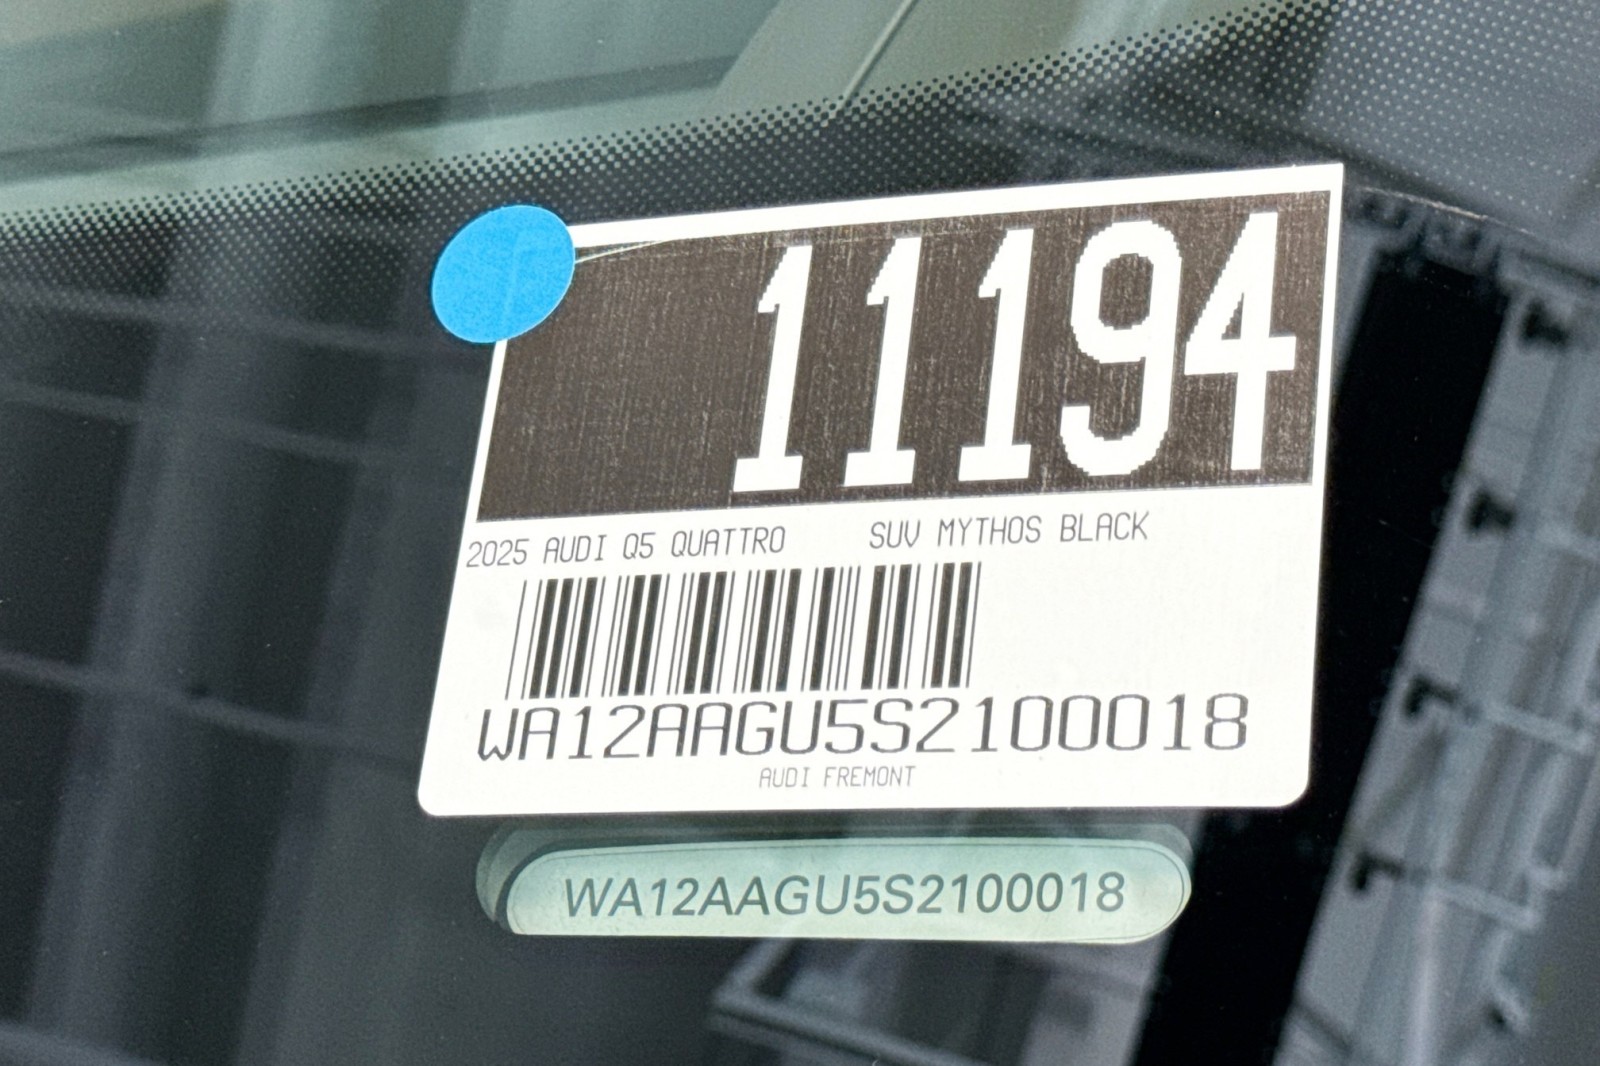 11194
2025 AUDI Q5 QUATTRO SUV MYTHOS BLACK
WA12AAGU5S2100018
AUDI FREMONT
WA12AAGU5S2100018